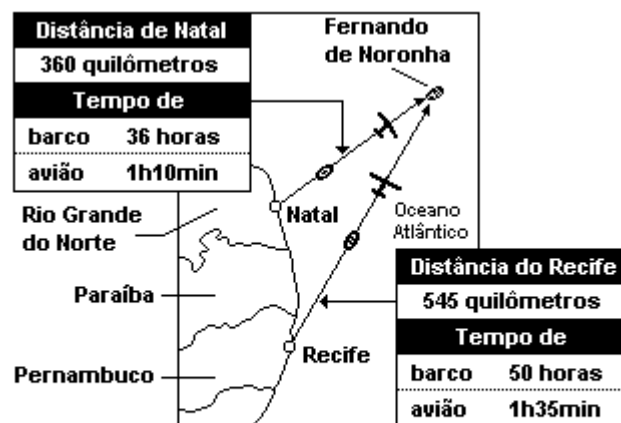 Distância de Natal
360 quilômetros
Tempo de
barco 36 horas
avião 1h10min
Fernando
de Noronha
Rio Grande
do Norte
Natal
Oceano
Atlântico
Paraíba
Recife
Pernambuco
Distância do Recife
545 quilômetros
Tempo de
barco 50 horas
avião 1h35min